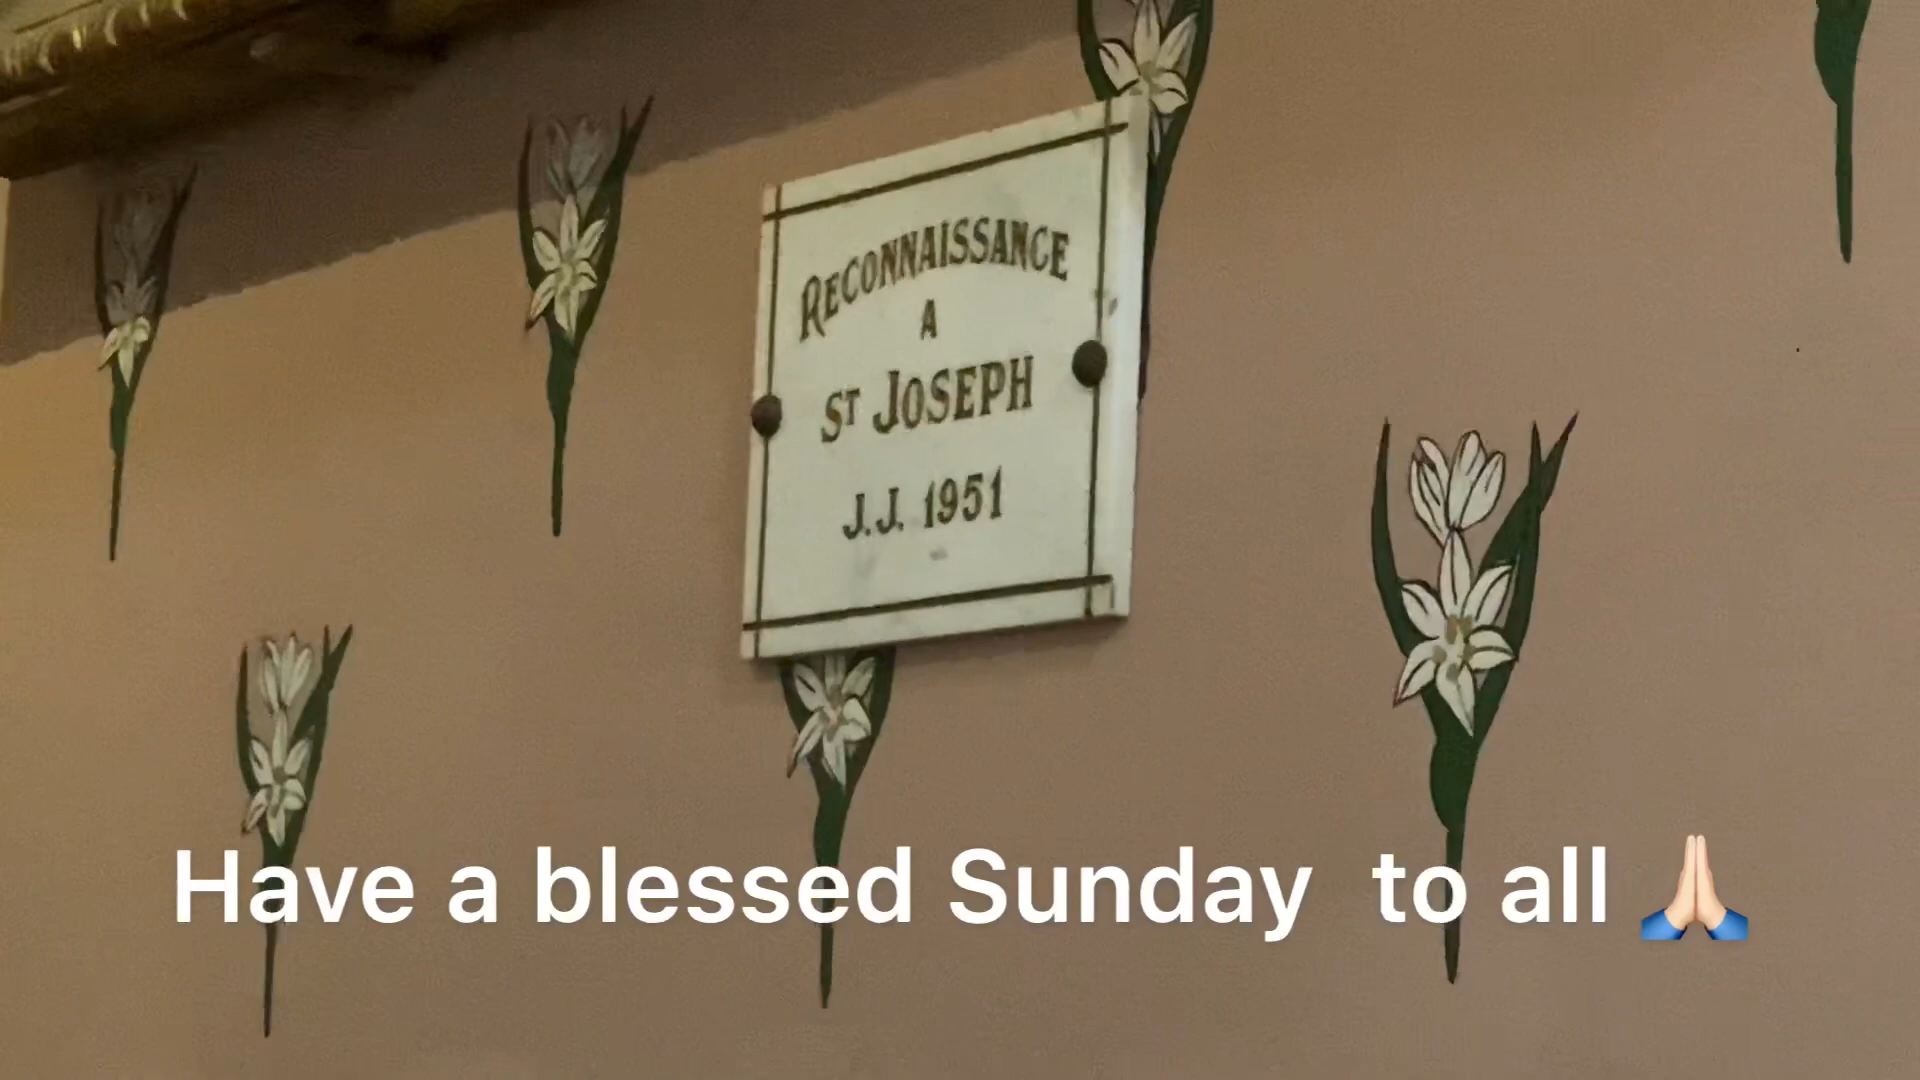 RECONNAISSANCE
A
ST JOSEPH
J.J. 1951
Have a blessed Sunday  to all 🙏🏻